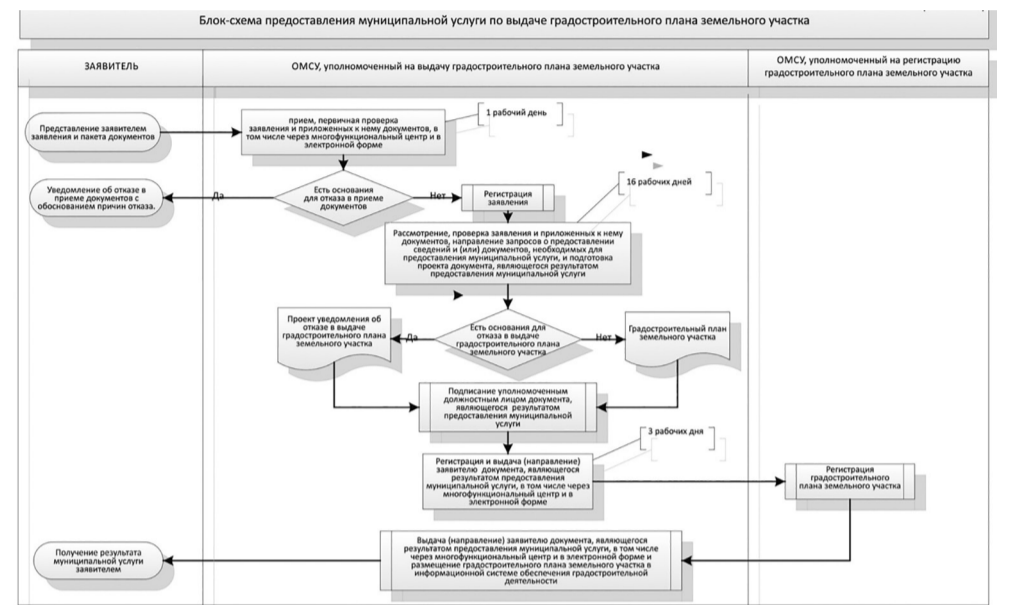 Блок-схема предоставления муниципальной услуги по выдаче градостроительного плана земельного участка
ЗАЯВИТЕЛЬ
ОМСУ, уполномоченный на выдачу градостроительного плана земельного участка
ОМСУ, уполномоченный на регистрацию
градостроительного плана земельного участка
Представление заявителем
заявления и пакета документов
прием, первичная проверка
заявления и приложенных к нему документов, в
том числе через многофункциональный центр и в
электронной форме
1 рабочий день
Уведомление об отказе в
приеме документов с
обоснованием причин отказа.
Да
Есть основания
для отказа в приеме
документов
Нет
Регистрация
заявления
16 рабочих дней
Рассмотрение, проверка заявления и приложенных к нему
документов, направление запросов о предоставлении
сведений и (или) документов, необходимых для
предоставления муниципальной услуги, и подготовка
проекта документа, являющегося результатом
предоставления муниципальной услуги
Проект уведомления об
отказе в выдаче
градостроительного плана
земельного участка
Да
Есть основания для
отказа в выдаче
градостроительного плана
земельного участка
Нет
Градостроительный план
земельного участка
Подписание уполномоченным
должностным лицом документа,
являющегося результатом
предоставления муниципальной
услуги
3 рабочих дня
Регистрация и выдача (направление)
заявителю документа, являющегося
результатом предоставления
муниципальной услуги, в том числе через
многофункциональный центр и в
электронной форме
Регистрация
градостроительного
плана земельного участка
Получение результата
муниципальной услуги
заявителем
Выдача (направление) заявителю документа, являющегося
результатом предоставления муниципальной услуги, в том числе
через многофункциональный центр и в электронной форме и
размещение градостроительного плана земельного участка в
информационной системе обеспечения градостроительной
деятельности